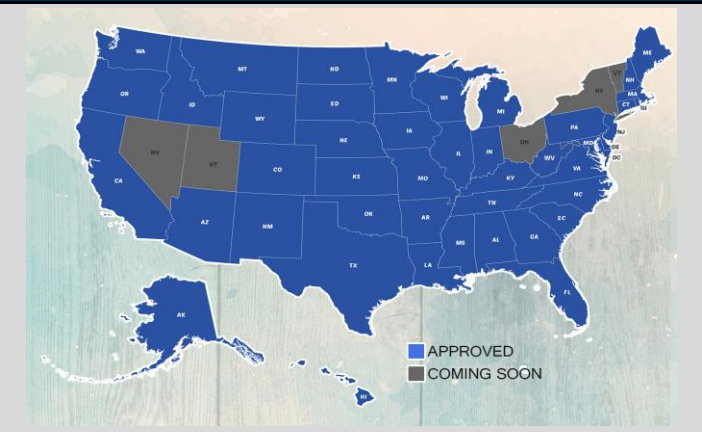 WA
ME
MT
ND
VT
MN
OR
NH
ID
SD
WI
NY
MA
WY
MI
CT
RI
IA
PA
NE
NJ
NV
OH
MD
DE
UT
IL
IN
DC
CO
WV
VA
CA
KS
MO
KY
NC
TN
AZ
OK
AR
SC
NM
MS
AL
GA
TX
LA
FL
AK
APPROVED
COMING SOON
HI